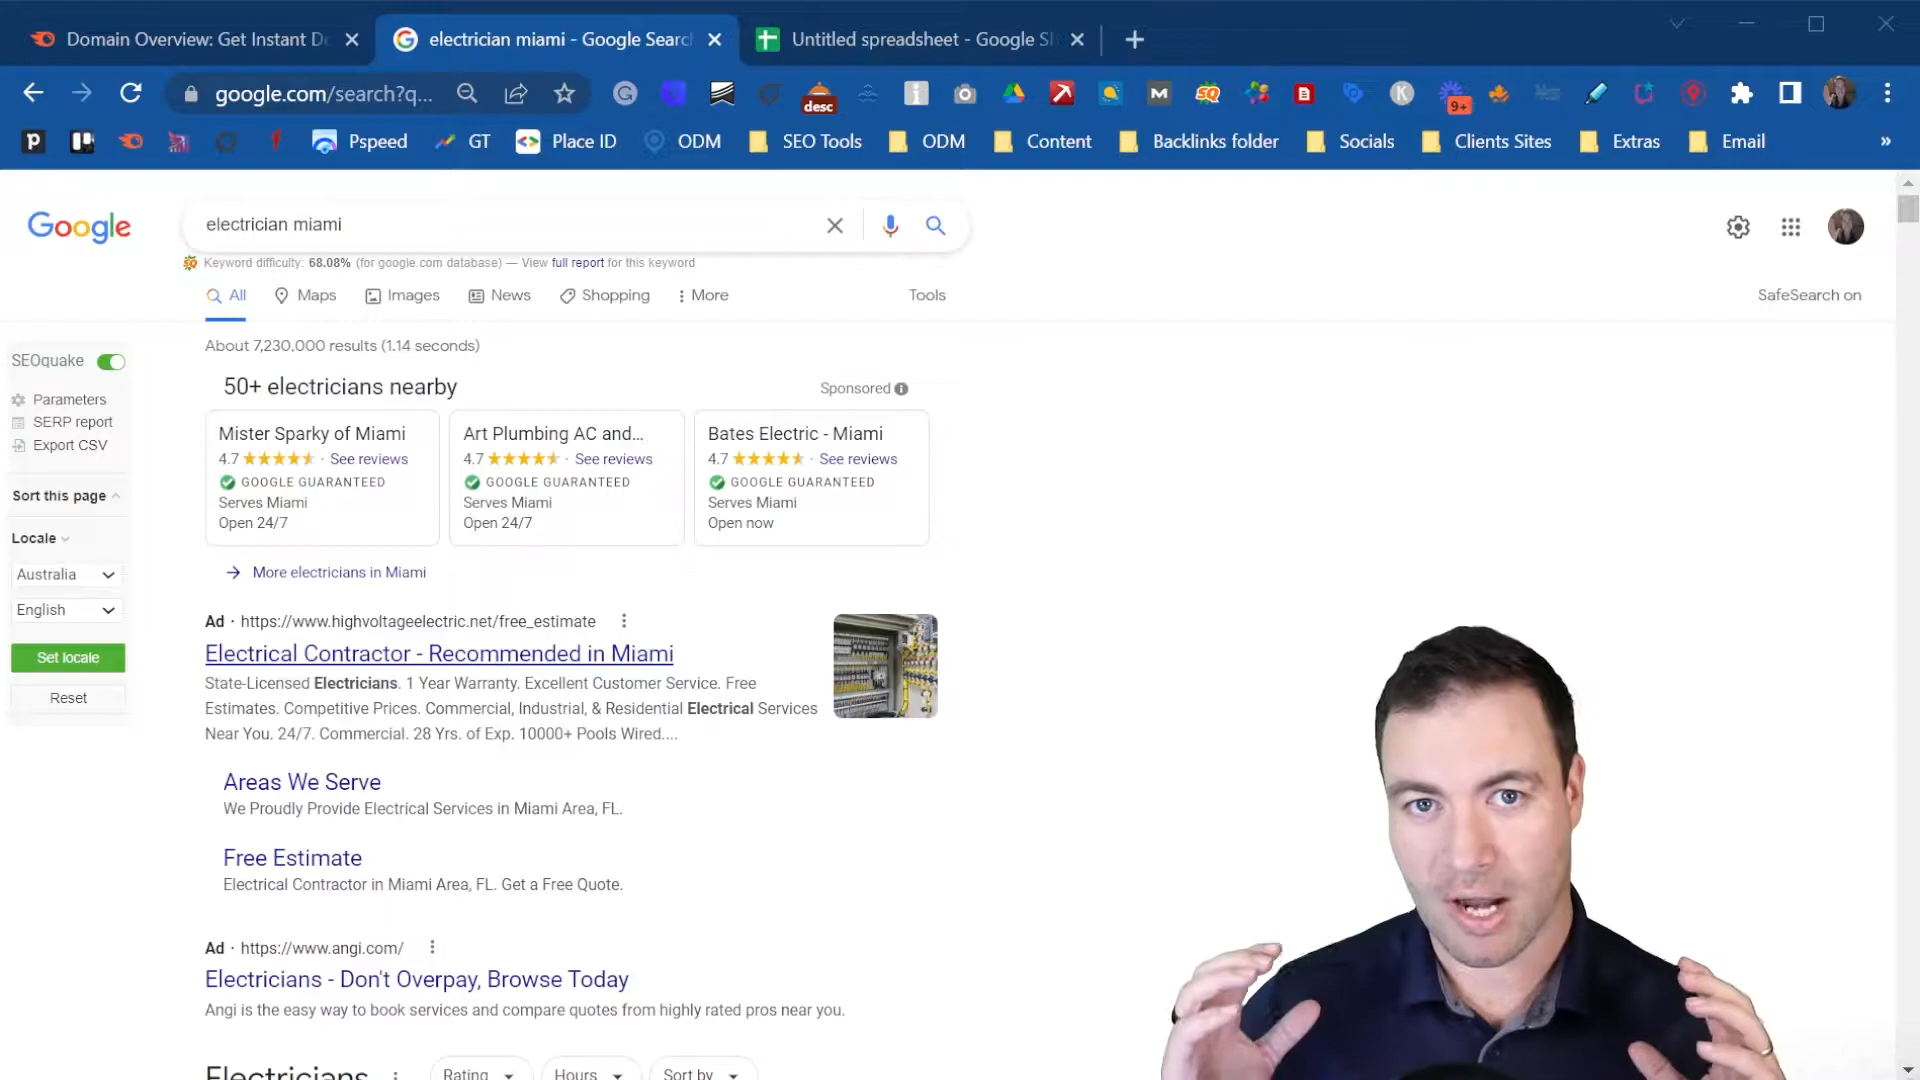 Domain Overview: Get Instant Do
electrician miami - Google Searc
Untitled spreadsheet - Google Sh
google.com/search?q...
desc
9+
Pspeed
GT
Place ID
ODM
SEO Tools
ODM
Content
Backlinks folder
Socials
Clients Sites
Extras
Email
»
Google
electrician miami
Keyword difficulty: 68.08% (for google.com database) — View full report for this keyword
All
Maps
Images
News
Shopping
More
Tools
SafeSearch on
About 7,230,000 results (1.14 seconds)
SEOquake
Parameters
SERP report
Export CSV
Sort this page
Locale
Australia
English
Set locale
Reset
50+ electricians nearby
Sponsored
Mister Sparky of Miami
4.7 · See reviews
GOOGLE GUARANTEED
Serves Miami
Open 24/7
Art Plumbing AC and...
4.7 · See reviews
GOOGLE GUARANTEED
Serves Miami
Open 24/7
Bates Electric - Miami
4.7 · See reviews
GOOGLE GUARANTEED
Serves Miami
Open now
More electricians in Miami
Ad · https://www.highvoltageelectric.net/free_estimate
Electrical Contractor - Recommended in Miami
State-Licensed Electricians. 1 Year Warranty. Excellent Customer Service. Free
Estimates. Competitive Prices. Commercial, Industrial, & Residential Electrical Services
Near You. 24/7. Commercial. 28 Yrs. of Exp. 10000+ Pools Wired....
Areas We Serve
We Proudly Provide Electrical Services in Miami Area, FL.
Free Estimate
Electrical Contractor in Miami Area, FL. Get a Free Quote.
Ad · https://www.angi.com/
Electricians - Don't Overpay, Browse Today
Angi is the easy way to book services and compare quotes from highly rated pros near you.
Electricians
Rating
Hours
Sort by